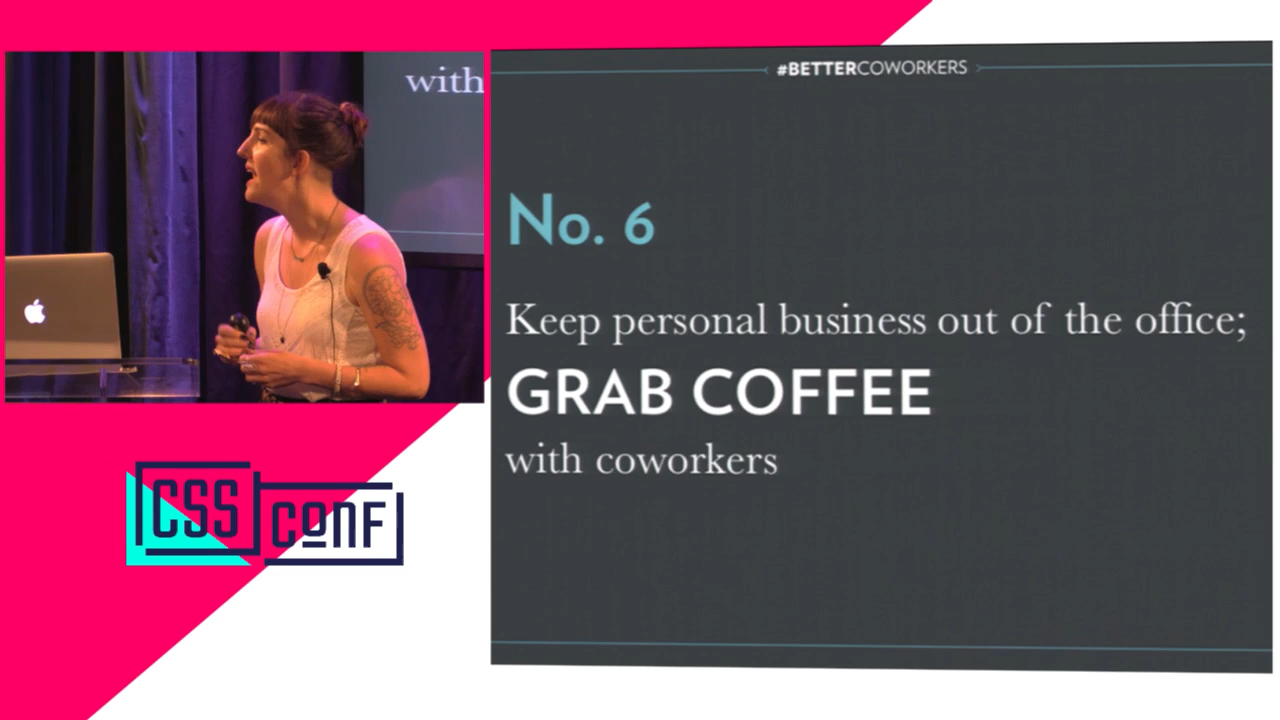 with
#BETTERCOWORKERS
No. 6
Keep personal business out of the office;
GRAB COFFEE
with coworkers
CSS
CONF